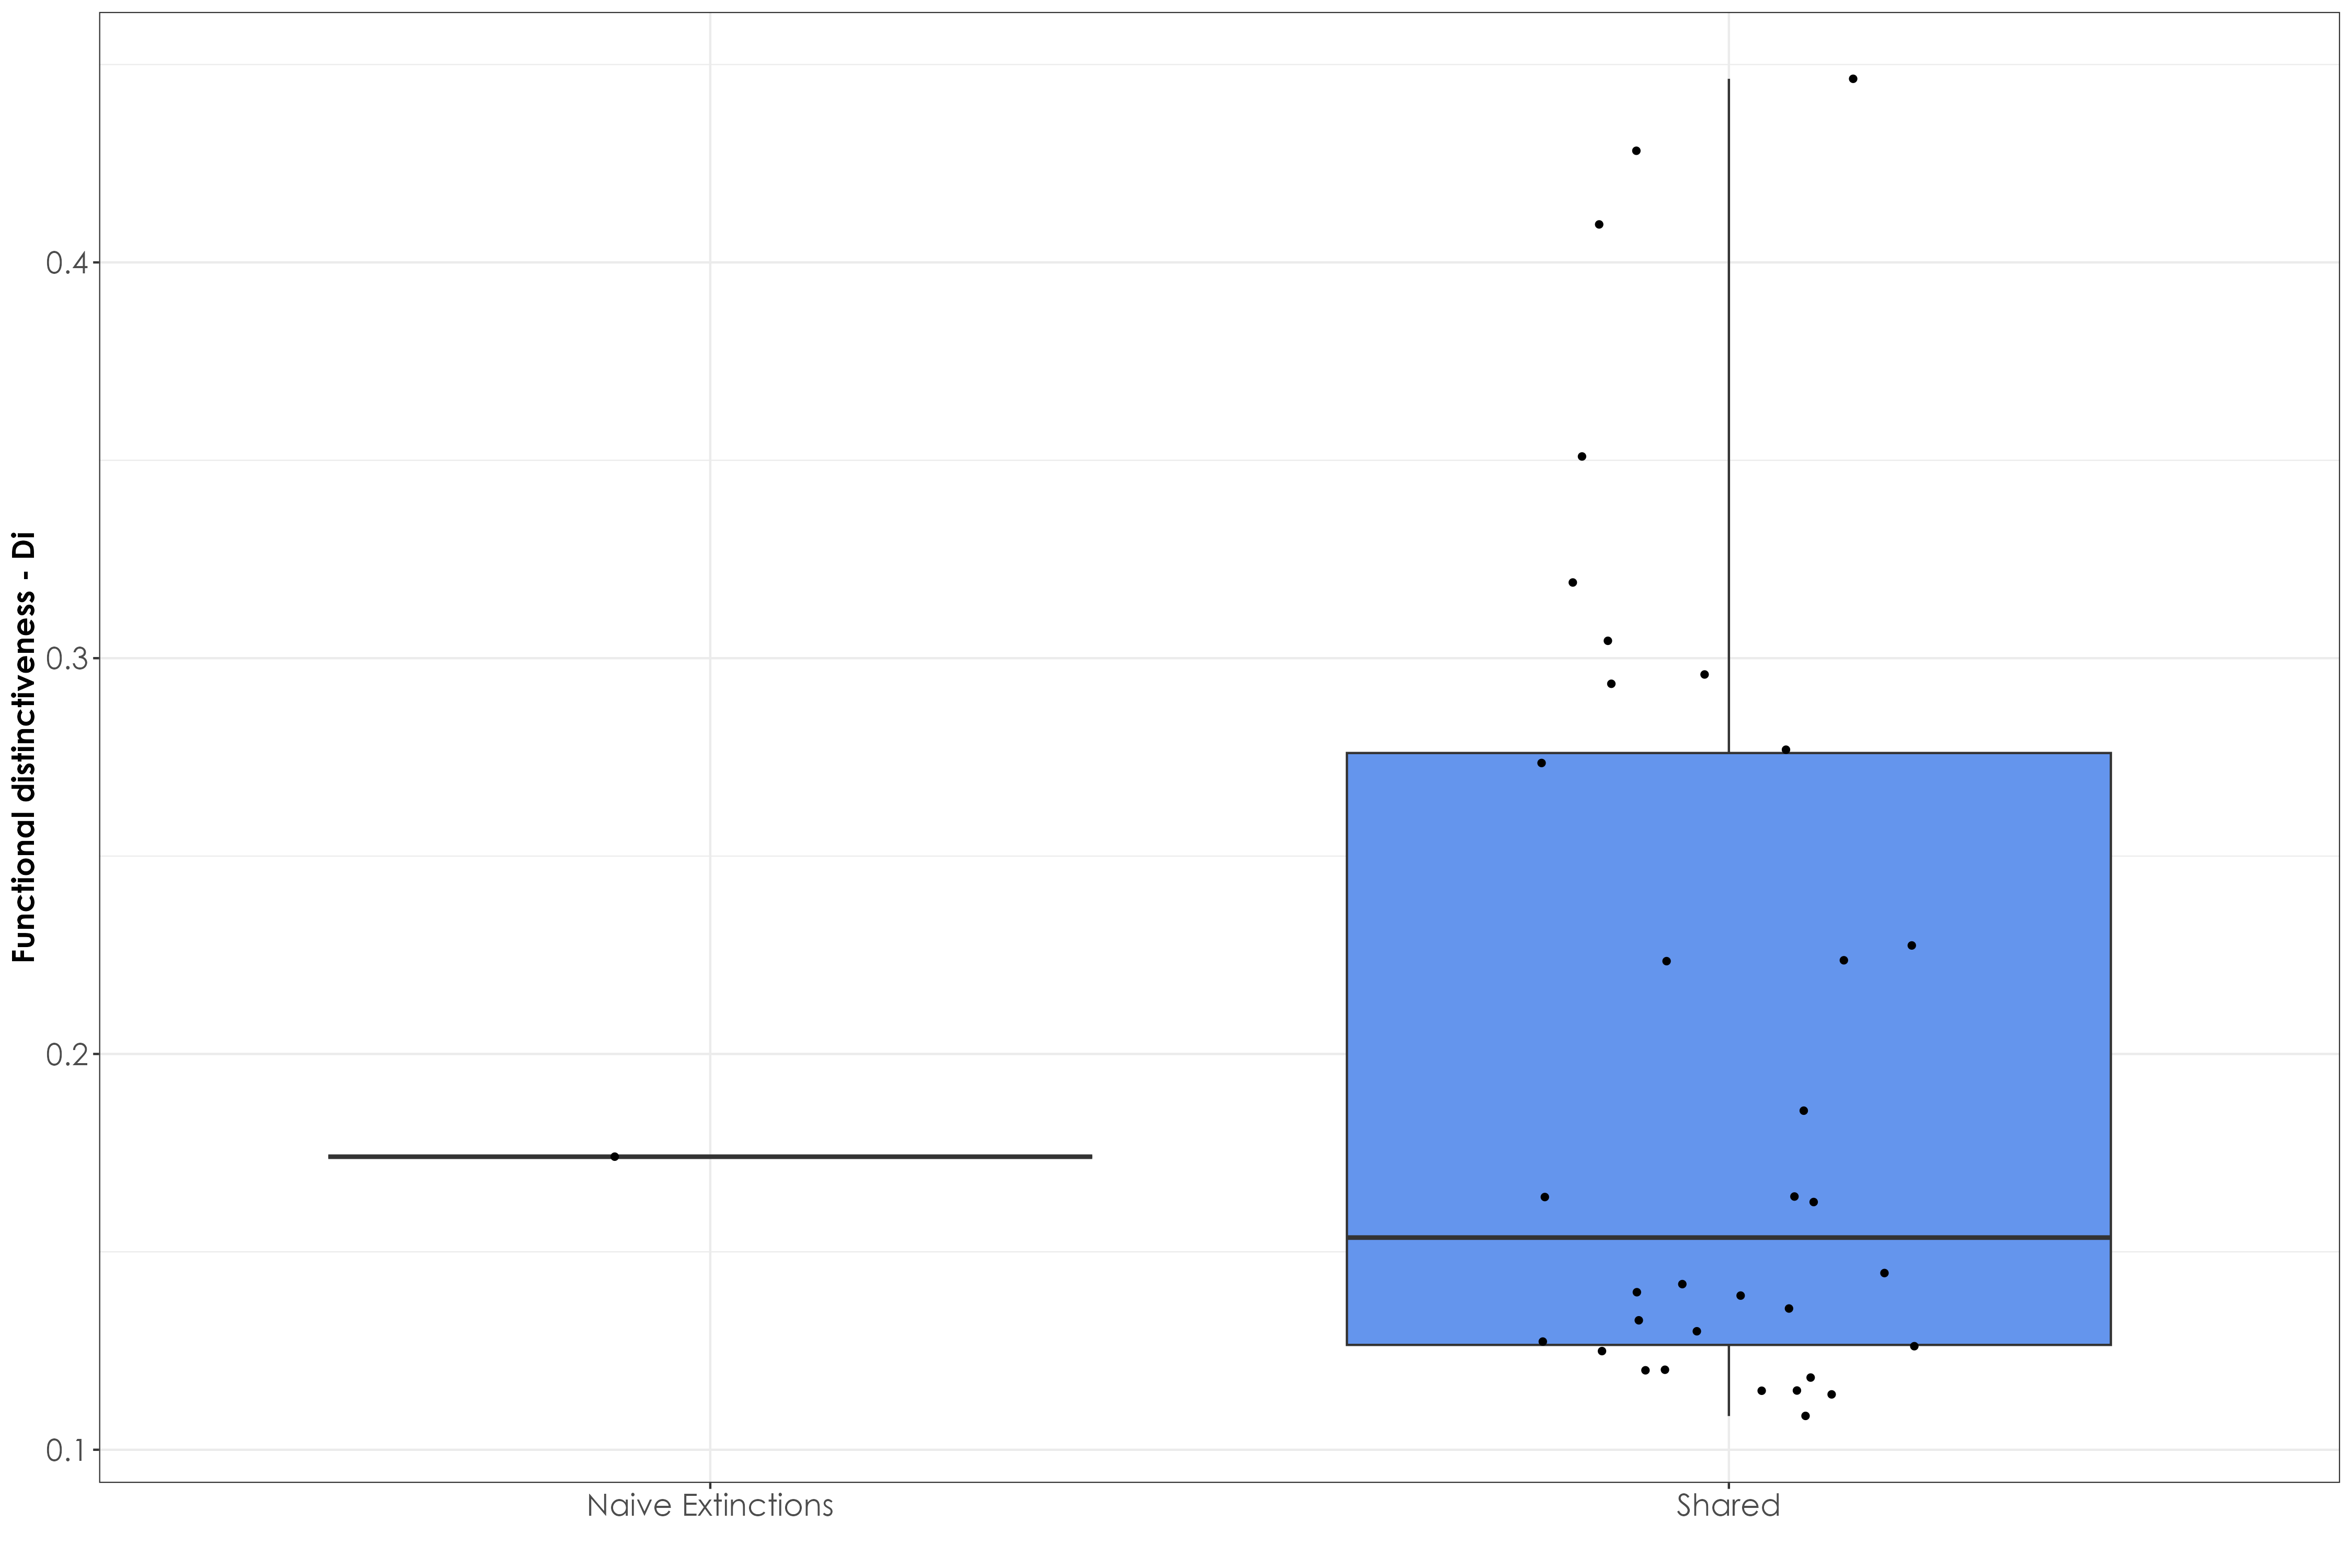 Functional distinctiveness - Di
0.4
0.3
0.2
0.1
Naive Extinctions
Shared